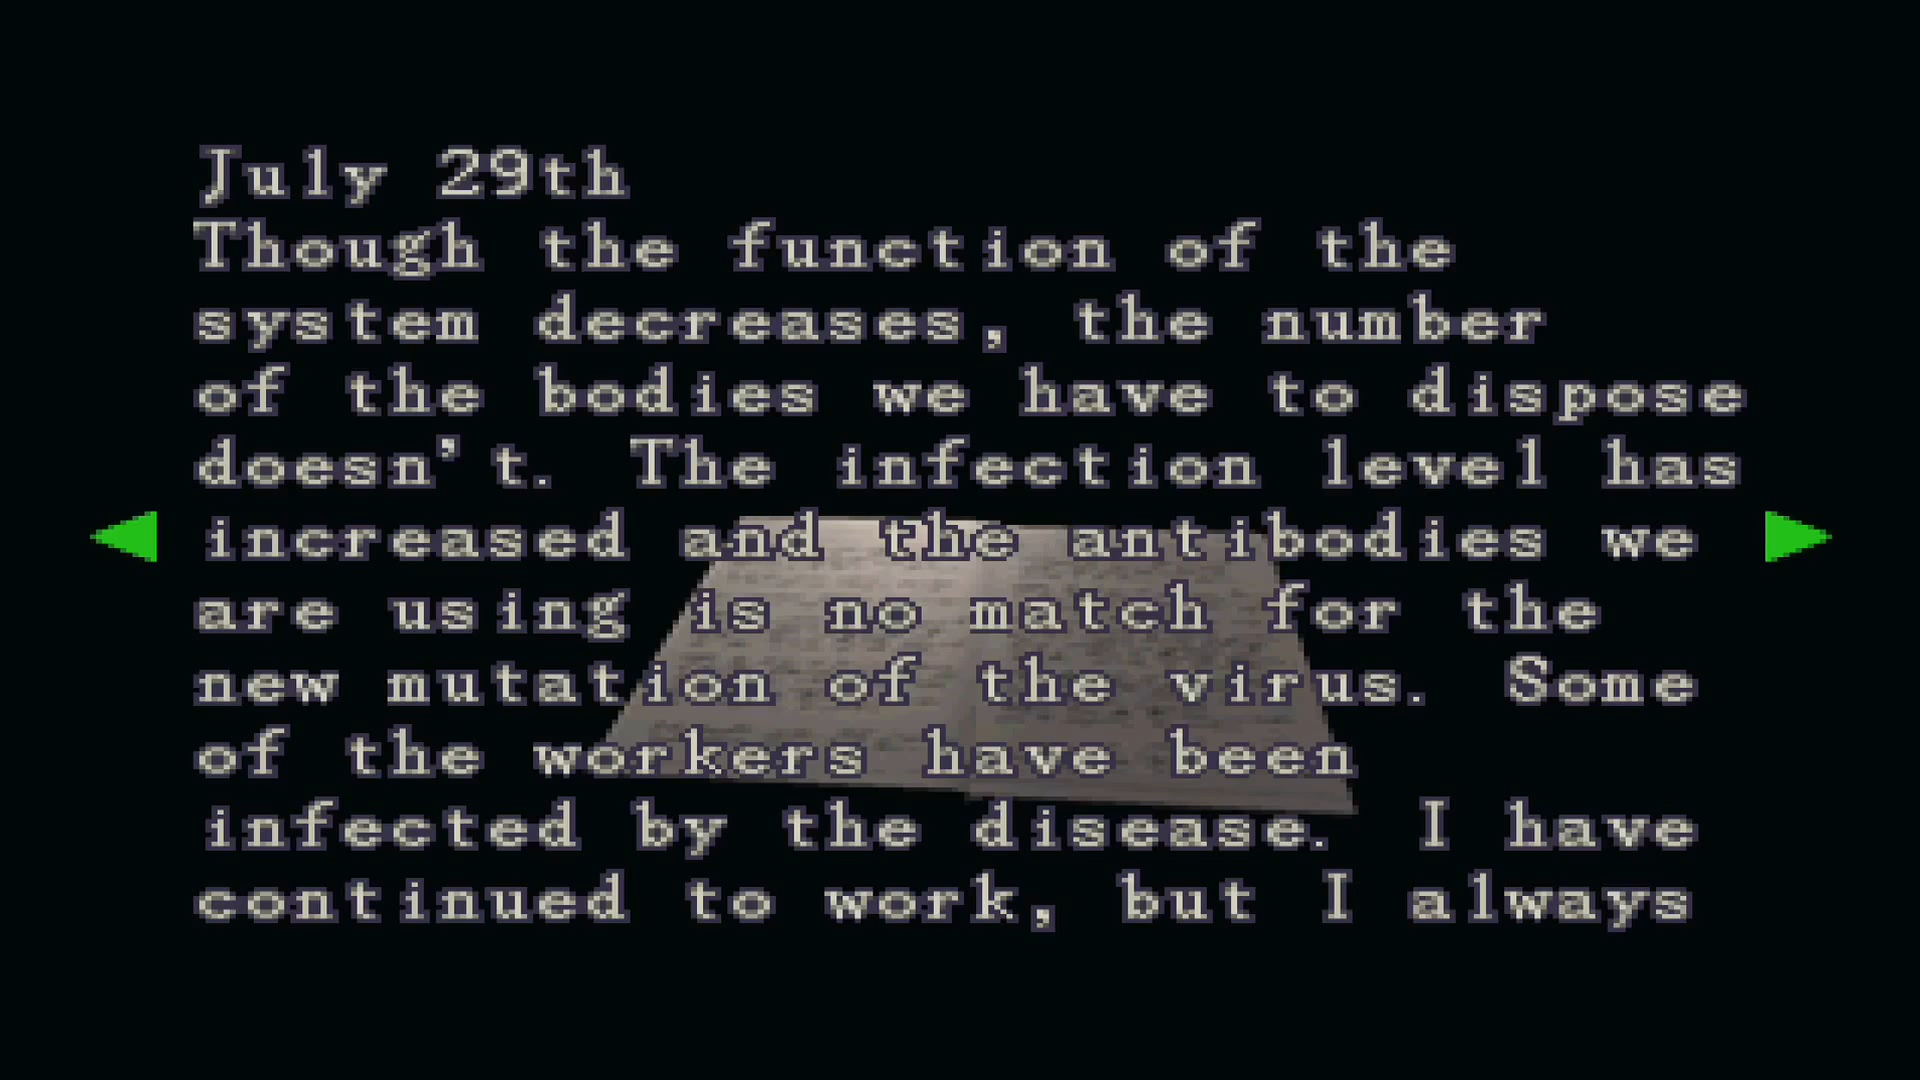 July 29th
Though the function of the
system decreases, the number
of the bodies we have to dispose
doesn't. The infection level has
increased and the antibodies we
are using is no match for the
new mutation of the virus. Some
of the workers have been
infected by the disease. I have
continued to work, but I always